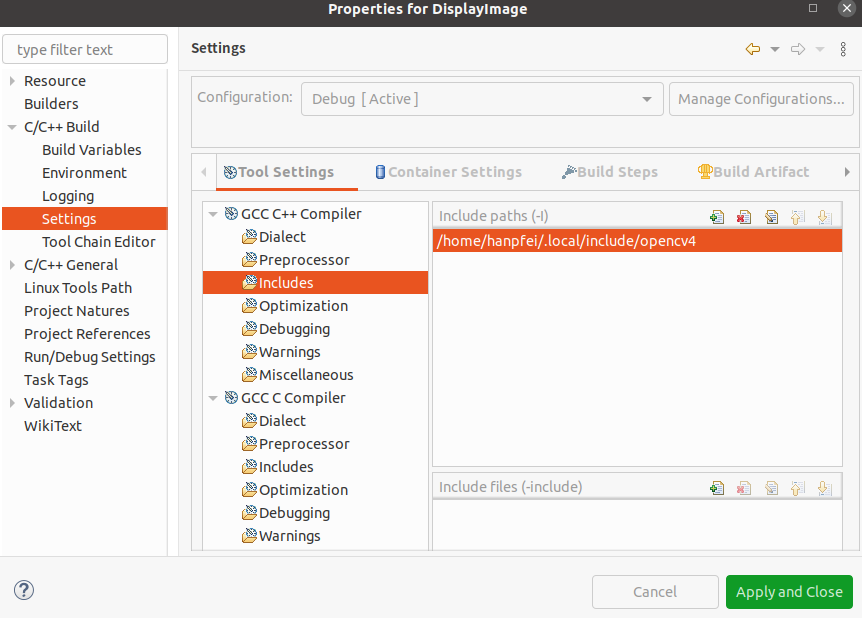 Properties for DisplayImage
type filter text
Resource
Builders
C/C++ Build
Build Variables
Environment
Logging
Settings
Tool Chain Editor
C/C++ General
Linux Tools Path
Project Natures
Project References
Run/Debug Settings
Task Tags
Validation
WikiText
Settings
Configuration: Debug [ Active ] Manage Configurations...
Tool Settings Container Settings Build Steps Build Artifact
GCC C++ Compiler
Dialect
Preprocessor
Includes
Optimization
Debugging
Warnings
Miscellaneous
GCC C Compiler
Dialect
Preprocessor
Includes
Optimization
Debugging
Warnings
Include paths (-I)
/home/hanpfei/.local/include/opencv4
Include files (-include)
? Cancel Apply and Close